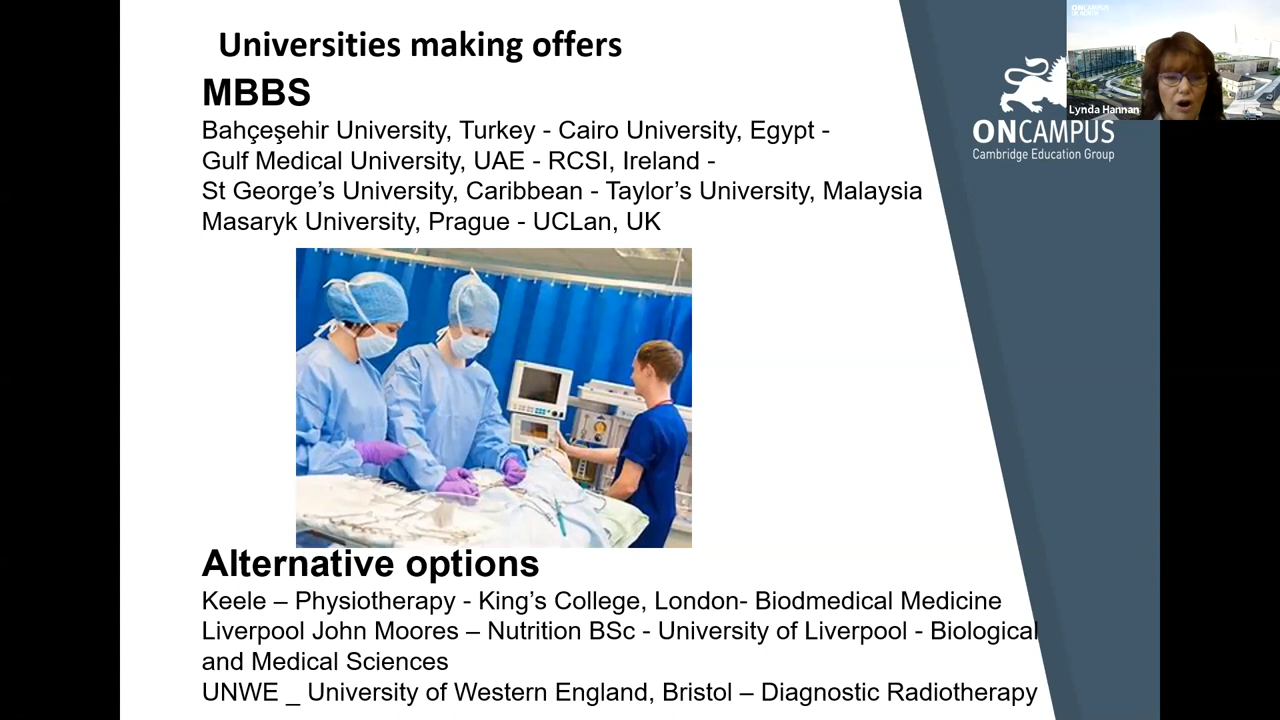 Universities making offers
MBBS
Bahçeşehir University, Turkey - Cairo University, Egypt -
Gulf Medical University, UAE - RCSI, Ireland -
St George’s University, Caribbean - Taylor’s University, Malaysia
Masaryk University, Prague - UCLan, UK
Alternative options
Keele – Physiotherapy - King’s College, London- Biodmedical Medicine
Liverpool John Moores – Nutrition BSc - University of Liverpool - Biological
and Medical Sciences
UNWE _ University of Western England, Bristol – Diagnostic Radiotherapy
ONCAMPUS
Cambridge Education Group
ONCAMPUS
Lynda Hannan